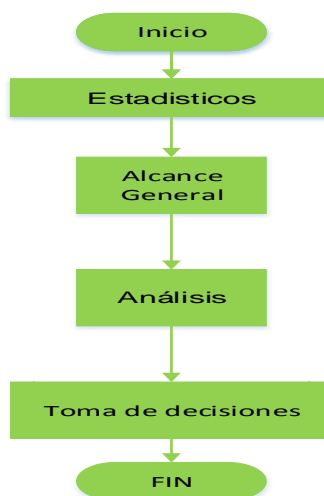 Inicio
Estadisticos
Alcance
General
Análisis
Toma de decisiones
FIN